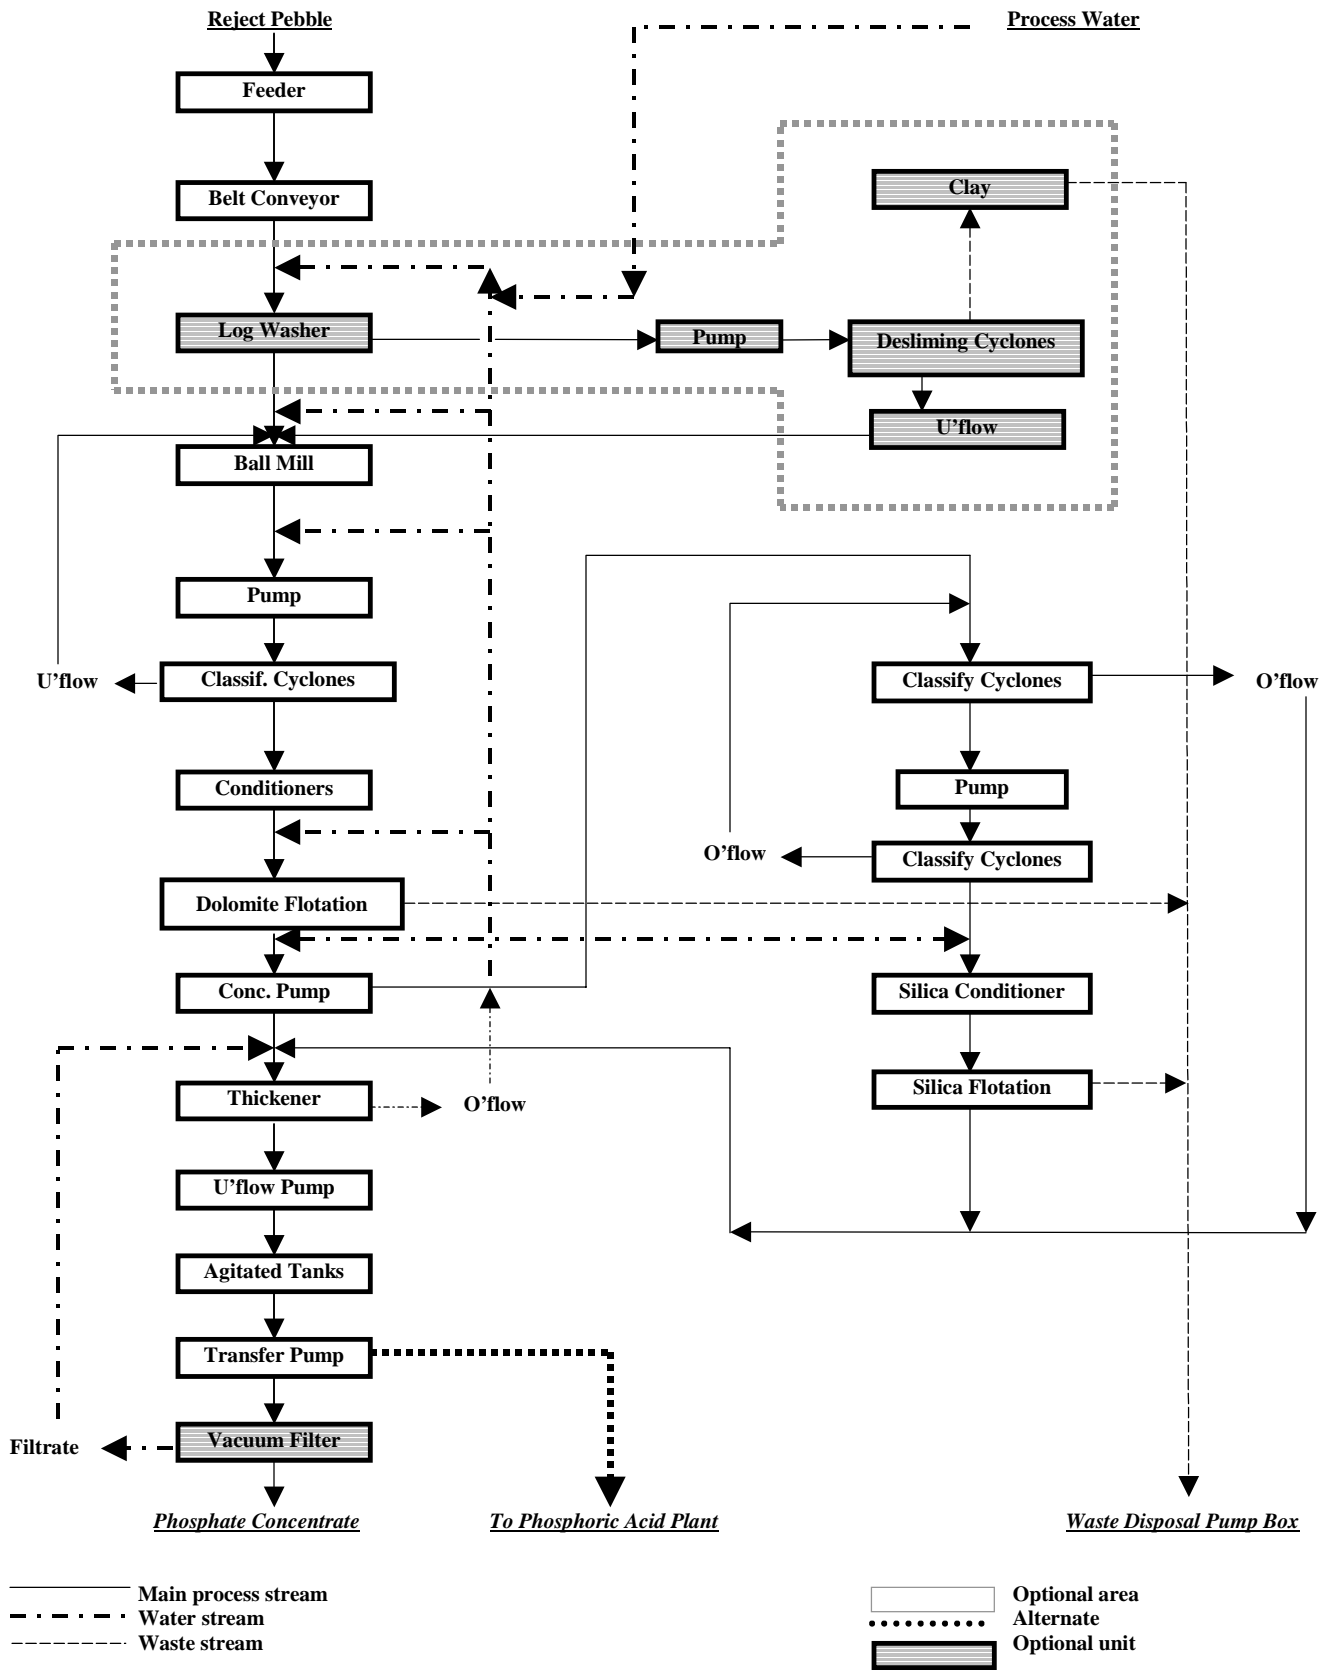 Reject Pebble
Process Water
Feeder
Clay
Belt Conveyor
Log Washer
Pump
Desliming Cyclones
U'flow
Ball Mill
Pump
U'flow
Classif. Cyclones
Classify Cyclones
O'flow
Conditioners
Pump
O'flow
Classify Cyclones
Dolomite Flotation
Conc. Pump
Silica Conditioner
Thickener
O'flow
Silica Flotation
U'flow Pump
Agitated Tanks
Transfer Pump
Filtrate
Vacuum Filter
Phosphate Concentrate
To Phosphoric Acid Plant
Waste Disposal Pump Box
Main process stream
Water stream
Waste stream
Optional area
Alternate
Optional unit